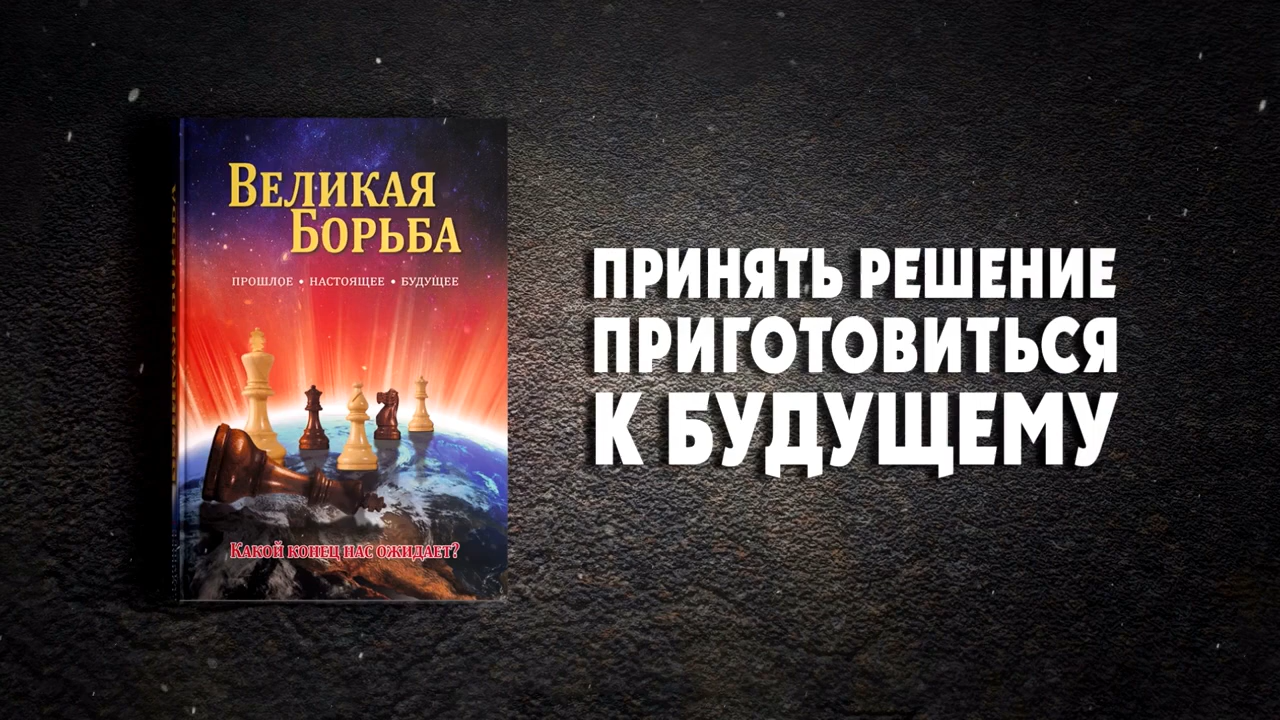 Великая
Борьба
ПРОШЛОЕ • НАСТОЯЩЕЕ • БУДУЩЕЕ
Какой конец нас ожидает?
ПРИНЯТЬ РЕШЕНИЕ
ПРИГОТОВИТЬСЯ
К БУДУЩЕМУ